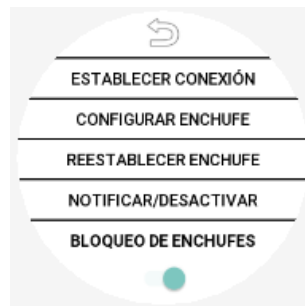 ESTABLECER CONEXIÓN
CONFIGURAR ENCHUFE
REESTABLECER ENCHUFE
NOTIFICAR/DESACTIVAR
BLOQUEO DE ENCHUFES